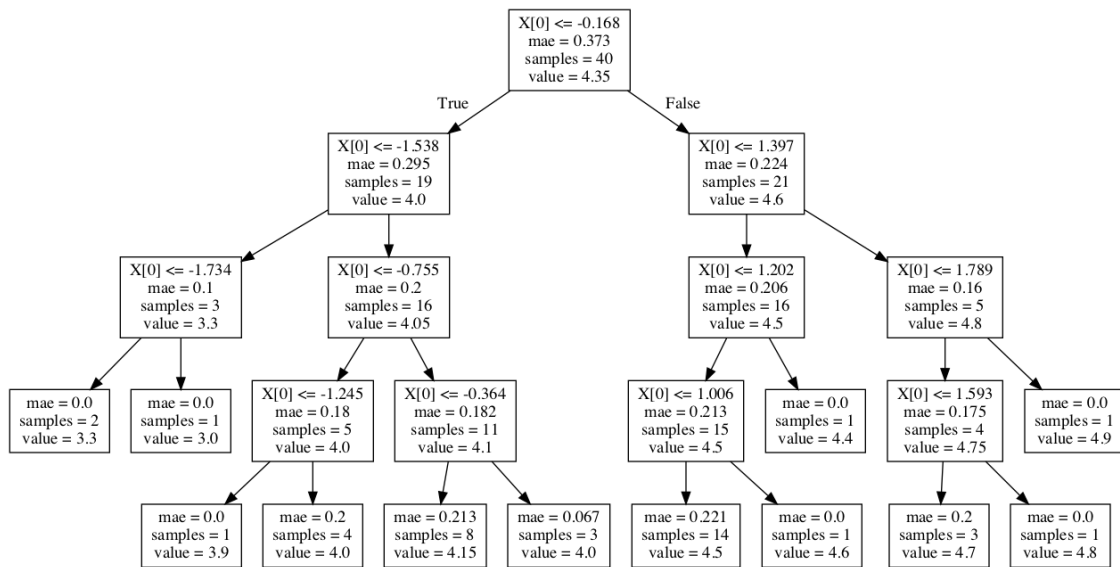 X[0] <= -0.168
mae = 0.373
samples = 40
value = 4.35
True
False
X[0] <= -1.538
mae = 0.295
samples = 19
value = 4.0
X[0] <= 1.397
mae = 0.224
samples = 21
value = 4.6
X[0] <= -1.734
mae = 0.1
samples = 3
value = 3.3
X[0] <= -0.755
mae = 0.2
samples = 16
value = 4.05
X[0] <= 1.202
mae = 0.206
samples = 16
value = 4.5
X[0] <= 1.789
mae = 0.16
samples = 5
value = 4.8
mae = 0.0
samples = 2
value = 3.3
mae = 0.0
samples = 1
value = 3.0
X[0] <= -1.245
mae = 0.18
samples = 5
value = 4.0
X[0] <= -0.364
mae = 0.182
samples = 11
value = 4.1
X[0] <= 1.006
mae = 0.213
samples = 15
value = 4.5
mae = 0.0
samples = 1
value = 4.4
X[0] <= 1.593
mae = 0.175
samples = 4
value = 4.75
mae = 0.0
samples = 1
value = 4.9
mae = 0.0
samples = 1
value = 3.9
mae = 0.2
samples = 4
value = 4.0
mae = 0.213
samples = 8
value = 4.15
mae = 0.067
samples = 3
value = 4.0
mae = 0.221
samples = 14
value = 4.5
mae = 0.0
samples = 1
value = 4.6
mae = 0.2
samples = 3
value = 4.7
mae = 0.0
samples = 1
value = 4.8